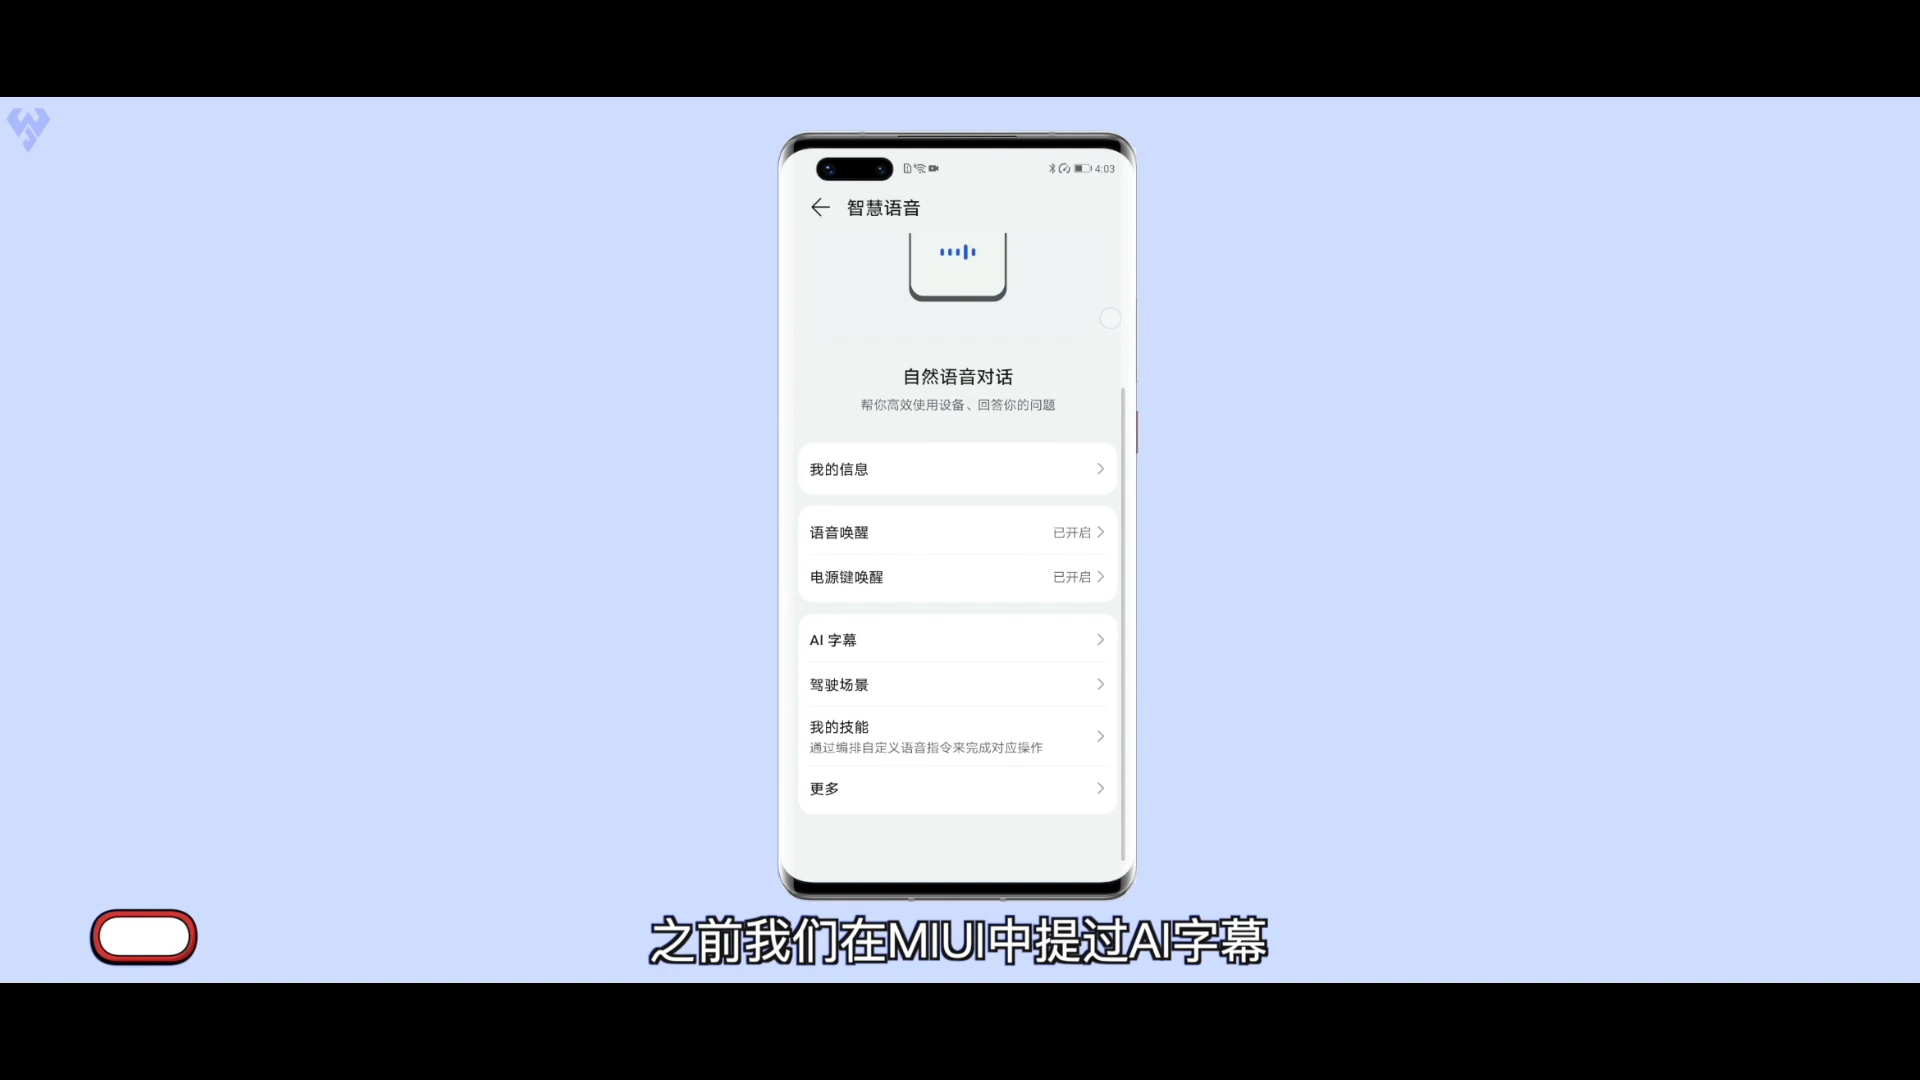 4:03
智慧语音
自然语音对话
帮你高效使用设备、回答你的问题
我的信息
语音唤醒 已开启
电源键唤醒 已开启
AI 字幕
驾驶场景
我的技能
通过编排自定义语音指令来完成对应操作
更多
之前我们在MIUI中提过AI字幕